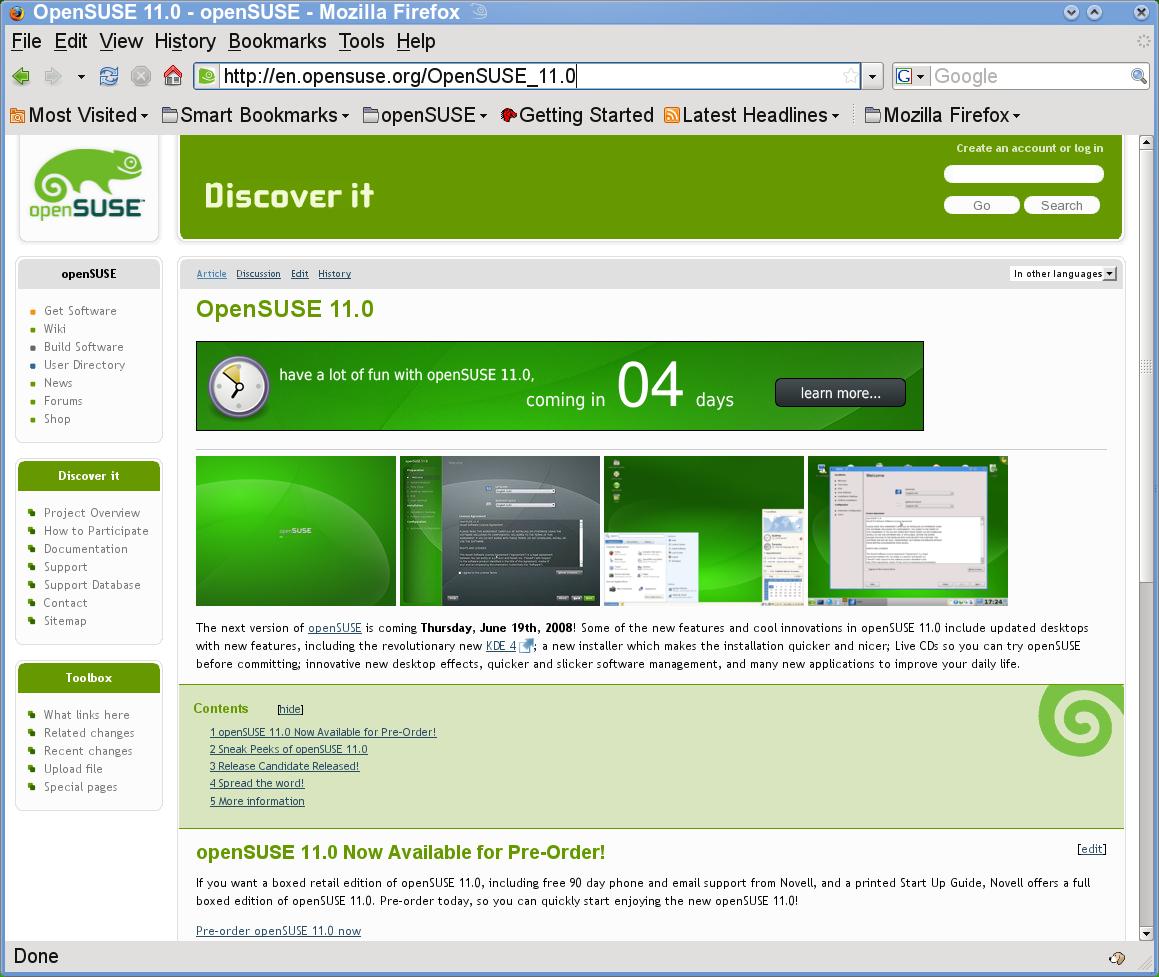 OpenSUSE 11.0 - openSUSE - Mozilla Firefox
File Edit View History Bookmarks Tools Help
http://en.opensuse.org/OpenSUSE_11.0
G Google
Most Visited Smart Bookmarks openSUSE Getting Started Latest Headlines Mozilla Firefox
openSUSE
Discover it
Create an account or log in
Go Search
openSUSE
Get Software
Wiki
Build Software
User Directory
News
Forums
Shop
Discover it
Project Overview
How to Participate
Documentation
Support
Support Database
Contact
Sitemap
Toolbox
What links here
Related changes
Recent changes
Upload file
Special pages
Article Discussion Edit History
In other languages
OpenSUSE 11.0
have a lot of fun with openSUSE 11.0,
coming in 04 days
learn more...
openSUSE
Welcome
Welcome
17:24
The next version of openSUSE is coming Thursday, June 19th, 2008! Some of the new features and cool innovations in openSUSE 11.0 include updated desktops
with new features, including the revolutionary new KDE 4; a new installer which makes the installation quicker and nicer; Live CDs so you can try openSUSE
before committing; innovative new desktop effects, quicker and slicker software management, and many new applications to improve your daily life.
Contents [hide]
1 openSUSE 11.0 Now Available for Pre-Order!
2 Sneak Peeks of openSUSE 11.0
3 Release Candidate Released!
4 Spread the word!
5 More information
openSUSE 11.0 Now Available for Pre-Order!
[edit]
If you want a boxed retail edition of openSUSE 11.0, including free 90 day phone and email support from Novell, and a printed Start Up Guide, Novell offers a full
boxed edition of openSUSE 11.0. Pre-order today, so you can quickly start enjoying the new openSUSE 11.0!
Pre-order openSUSE 11.0 now
Done